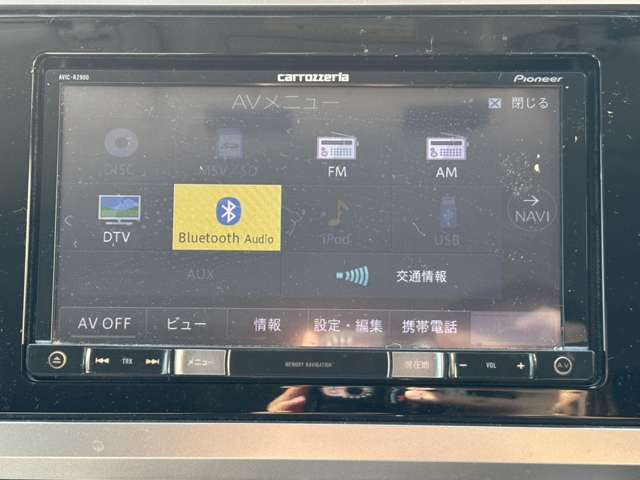 AVIC-RZ900 carrozzeria Pioneer
AVメニュー 閉じる
DISC MSV/SD FM AM
DTV Bluetooth Audio iPod USB NAVI
AUX 交通情報
AV OFF ビュー 情報 設定・編集 携帯電話
TRK メニュー MEMORY NAVIGATION 現在地 − VOL + AV